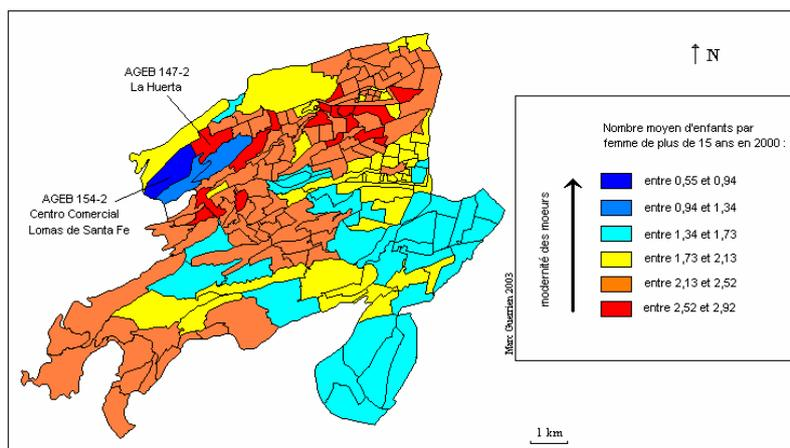 AGEB 147-2
La Huerta
AGEB 154-2
Centro Comercial
Lomas de Santa Fe
↑ N
Nombre moyen d'enfants par
femme de plus de 15 ans en 2000 :
modernité des moeurs
entre 0,55 et 0,94
entre 0,94 et 1,34
entre 1,34 et 1,73
entre 1,73 et 2,13
entre 2,13 et 2,52
entre 2,52 et 2,92
Marc Guerrien 2003
1 km